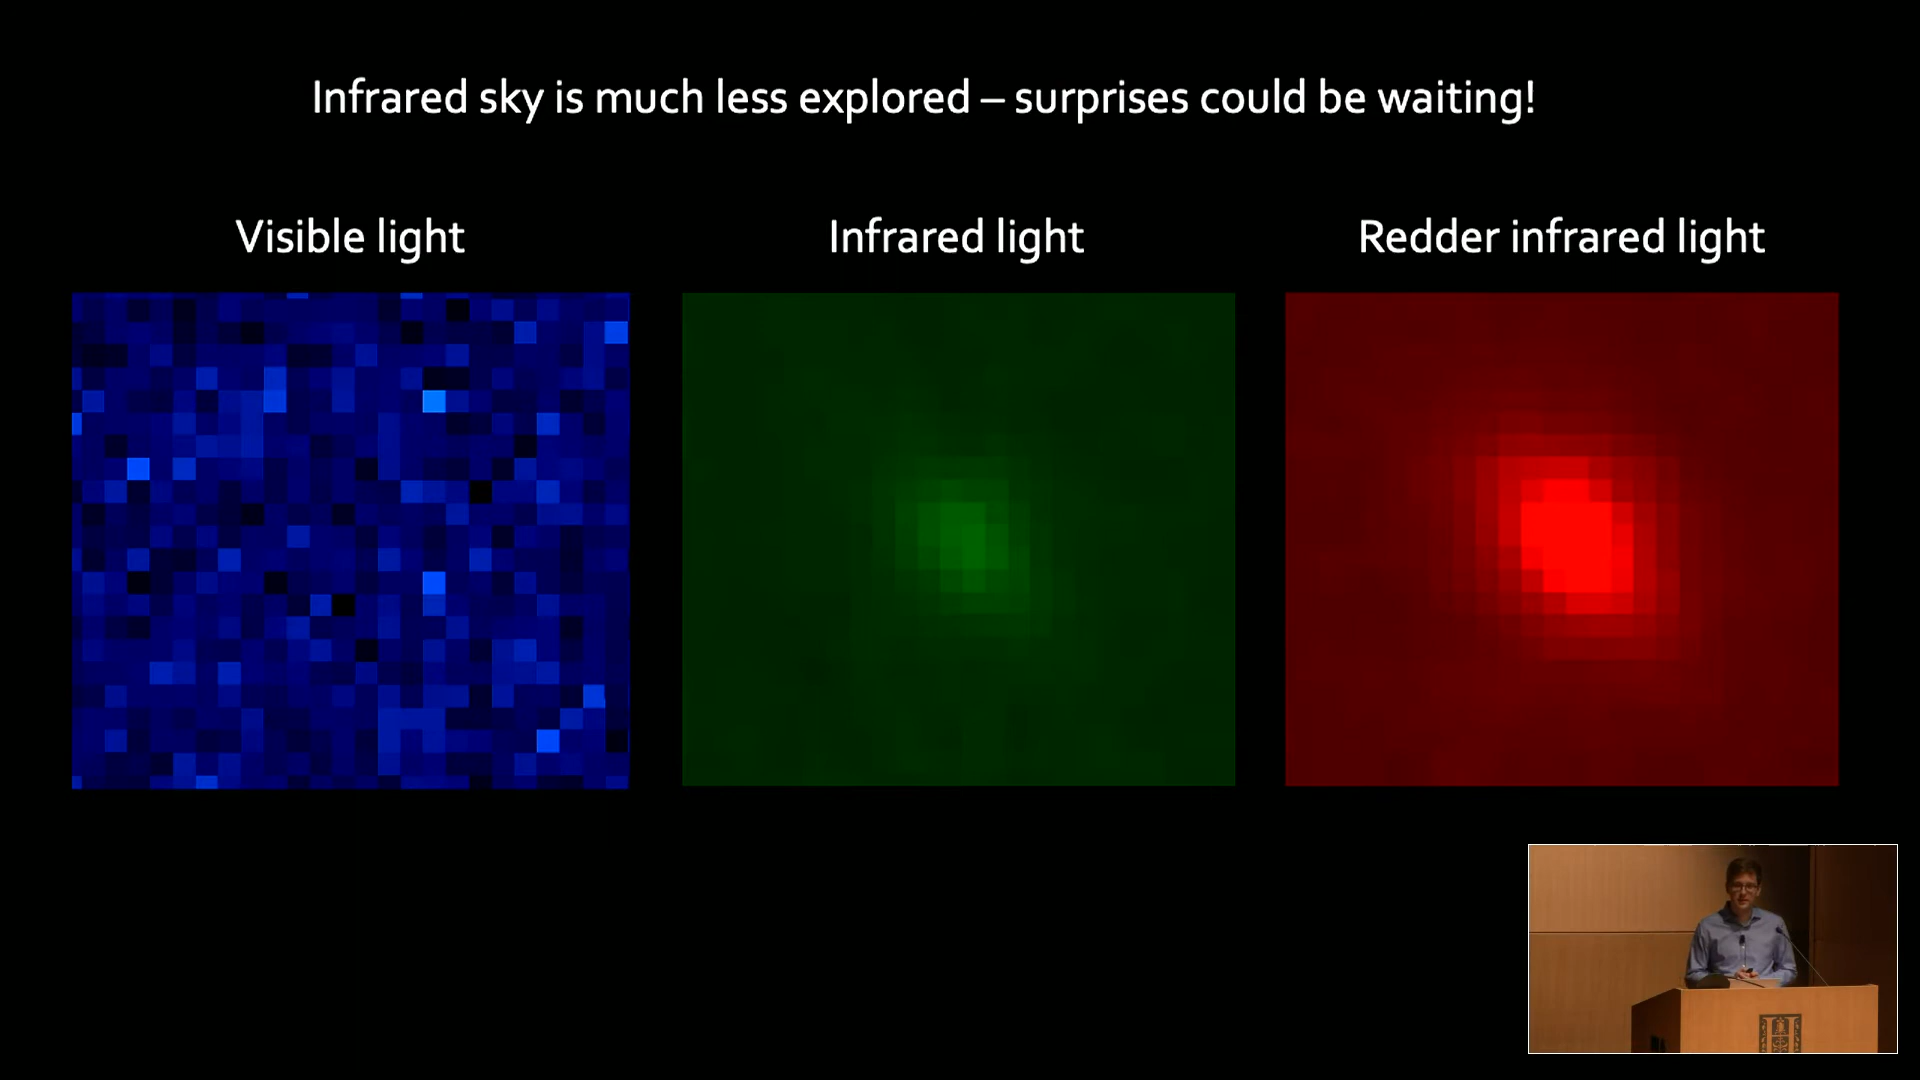 Infrared sky is much less explored – surprises could be waiting!
Visible light
Infrared light
Redder infrared light